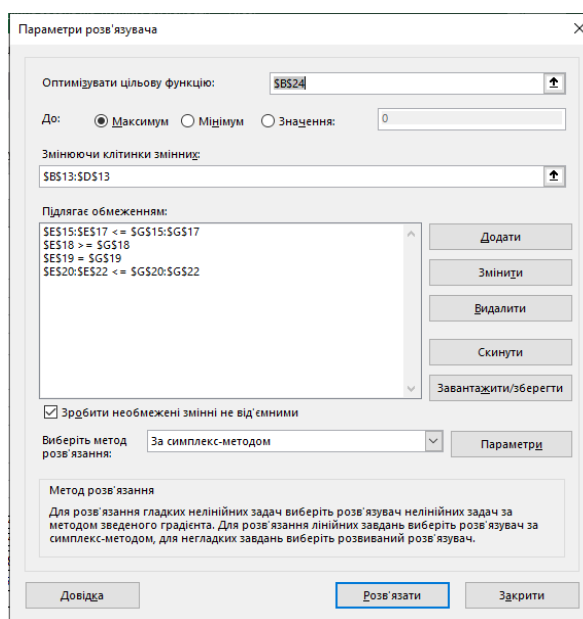 Параметри розв'язувача
Оптимізувати цільову функцію: $B$24
До: Максимум Мінімум Значення: 0
Змінюючи клітинки змінних:
$B$13:$D$13
Підлягає обмеженням:
$E$15:$E$17 <= $G$15:$G$17
$E$18 >= $G$18
$E$19 = $G$19
$E$20:$E$22 <= $G$20:$G$22
Додати
Змінити
Видалити
Скинути
Завантажити/зберегти
Зробити необмежені змінні не від'ємними
Виберіть метод
розв'язання:
За симплекс-методом
Параметри
Метод розв'язання
Для розв'язання гладких нелінійних задач виберіть розв'язувач нелінійних задач за
методом зведеного градієнта. Для розв'язання лінійних завдань виберіть розв'язувач за
симплекс-методом, для негладких завдань виберіть розвиваний розв'язувач.
Довідка
Розв'язати
Закрити